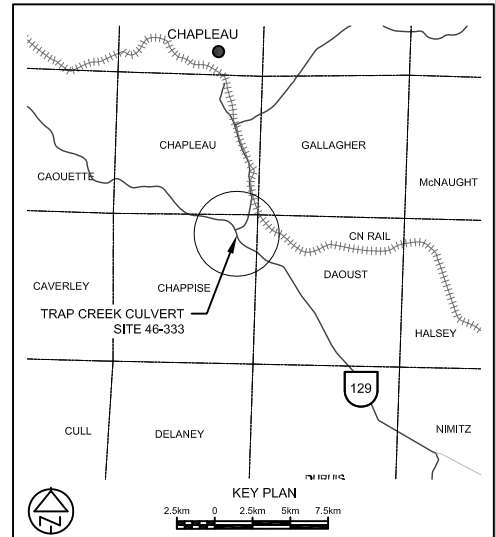 CHAPLEAU
CHAPLEAU
GALLAGHER
CAOUETTE
McNAUGHT
CN RAIL
DAOUST
CAVERLEY
CHAPPISE
TRAP CREEK CULVERT
SITE 46-333
HALSEY
129
CULL
DELANEY
NIMITZ
DUPUIS
KEY PLAN
2.5km 0 2.5km 5km 7.5km
N